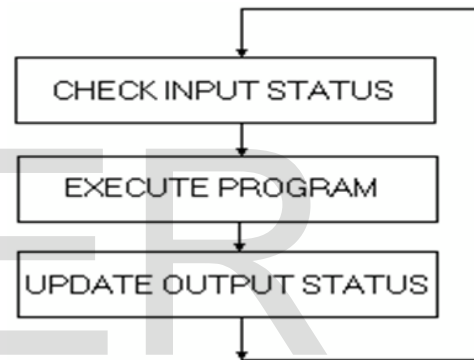 CHECK INPUT STATUS
EXECUTE PROGRAM
UPDATE OUTPUT STATUS
ER